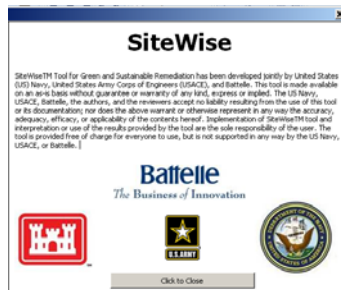 SiteWise
SiteWiseTM Tool for Green and Sustainable Remediation has been developed jointly by United States
(US) Navy, United States Army Corps of Engineers (USACE), and Battelle. This tool is made available
on an as-is basis without guarantee or warranty of any kind, express or implied. The US Navy,
USACE, Battelle, the authors, and the reviewers accept no liability resulting from the use of this tool
or its documentation; nor does the above warrant or otherwise represent in any way the accuracy,
adequacy, efficacy, or applicability of the contents hereof. Implementation of SiteWiseTM tool and
interpretation or use of the results provided by the tool are the sole responsibility of the user. The
tool is provided free of charge for everyone to use, but is not supported in any way by the US Navy,
USACE, or Battelle.
Battelle
The Business of Innovation
U.S.ARMY
Click to Close